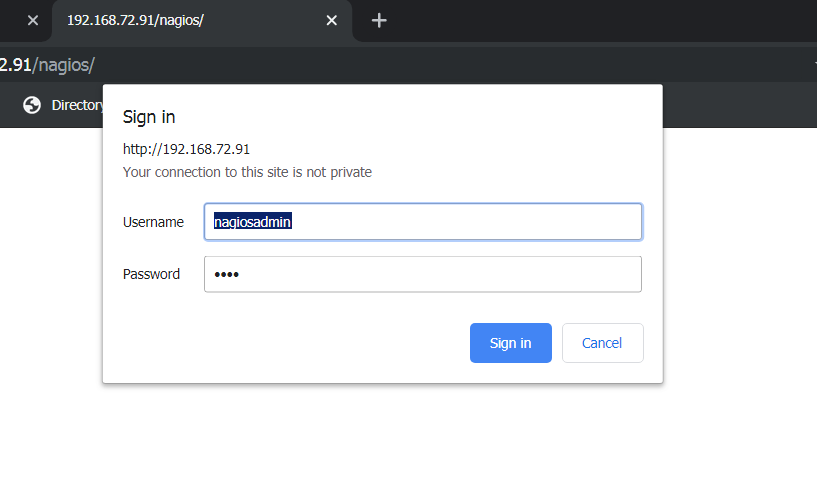 192.168.72.91/nagios/
2.91/nagios/
Directory
Sign in
http://192.168.72.91
Your connection to this site is not private
Username nagiosadmin
Password ••••
Sign in Cancel